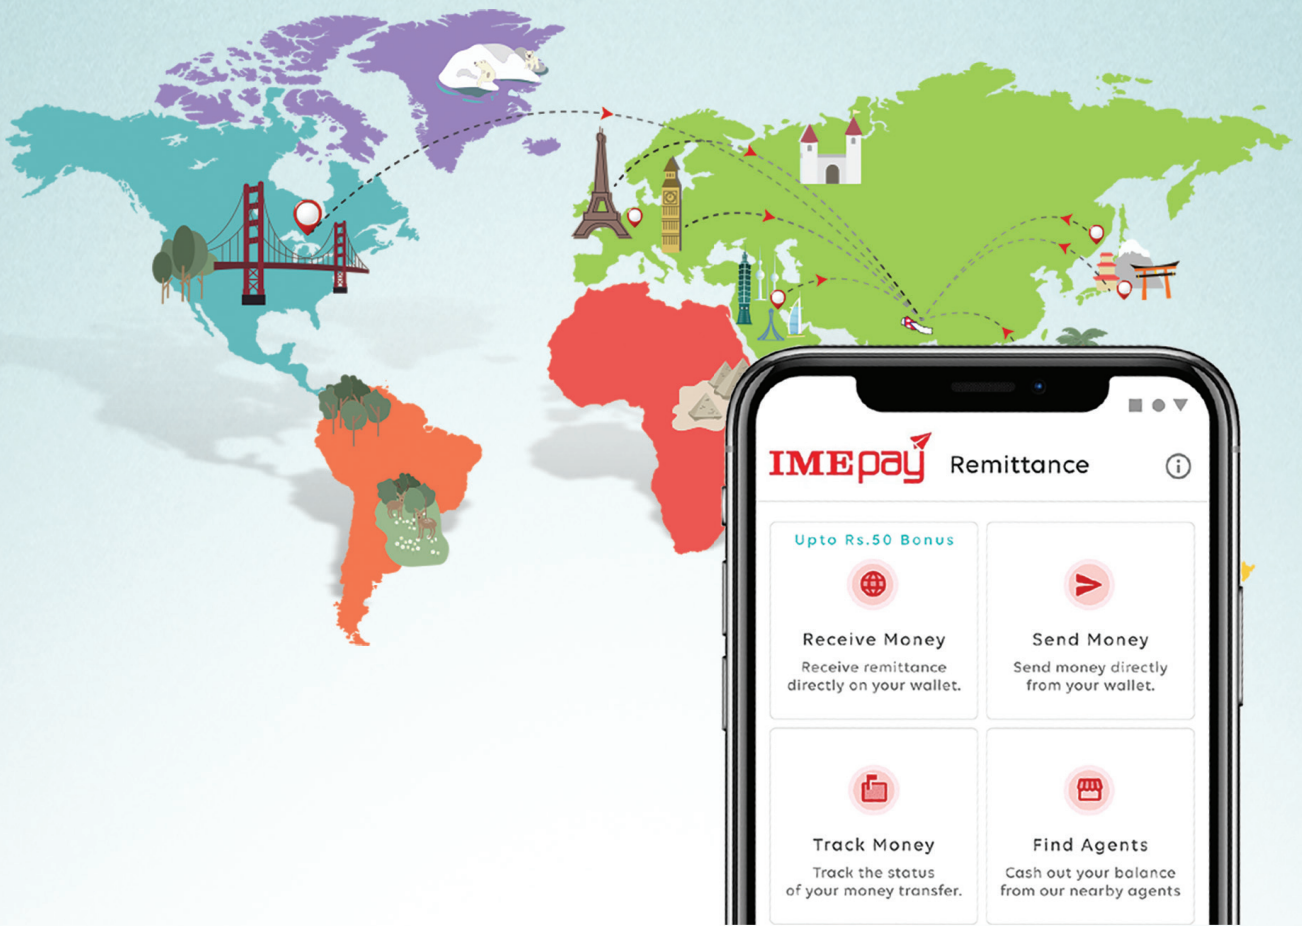 IMEpay Remittance
Upto Rs.50 Bonus
Receive Money
Receive remittance
directly on your wallet.
Send Money
Send money directly
from your wallet.
Track Money
Track the status
of your money transfer.
Find Agents
Cash out your balance
from our nearby agents